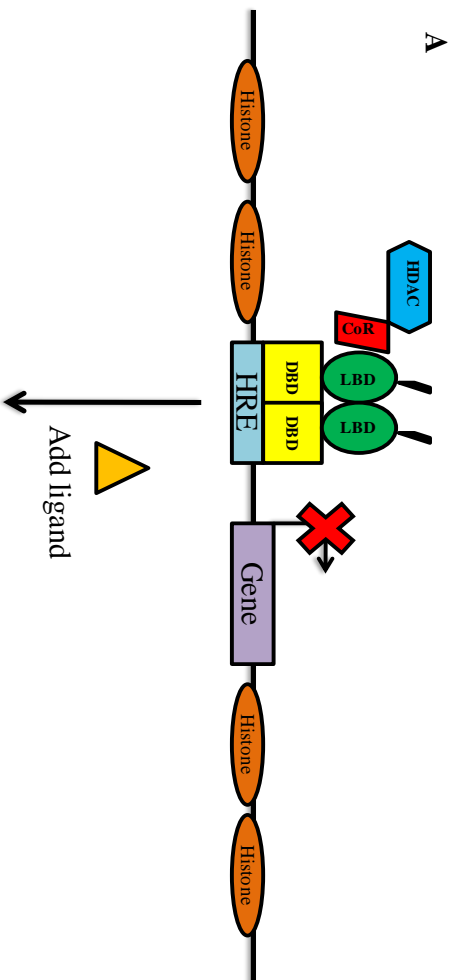 A
HDAC
CoR
LBD
LBD
DBD
DBD
HRE
Histone
Histone
Gene
Histone
Histone
Add ligand